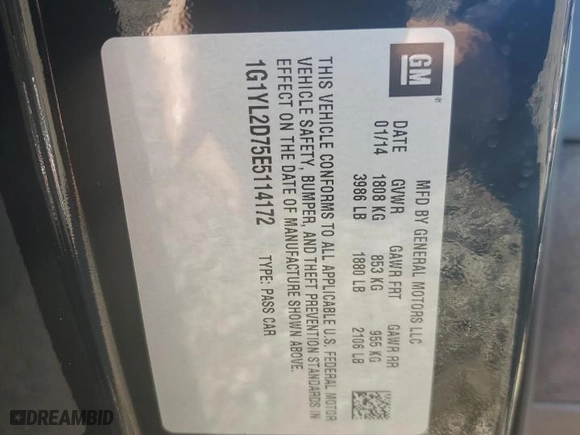 GM
MFD BY GENERAL MOTORS LLC
DATE GVWR GAWR FRT GAWR RR
01/14 1808 KG 853 KG 955 KG
3986 LB 1880 LB 2106 LB
THIS VEHICLE CONFORMS TO ALL APPLICABLE U.S. FEDERAL MOTOR
VEHICLE SAFETY, BUMPER, AND THEFT PREVENTION STANDARDS IN
EFFECT ON THE DATE OF MANUFACTURE SHOWN ABOVE.
1G1YL2D75E5114172 TYPE: PASS CAR
DREAMBID